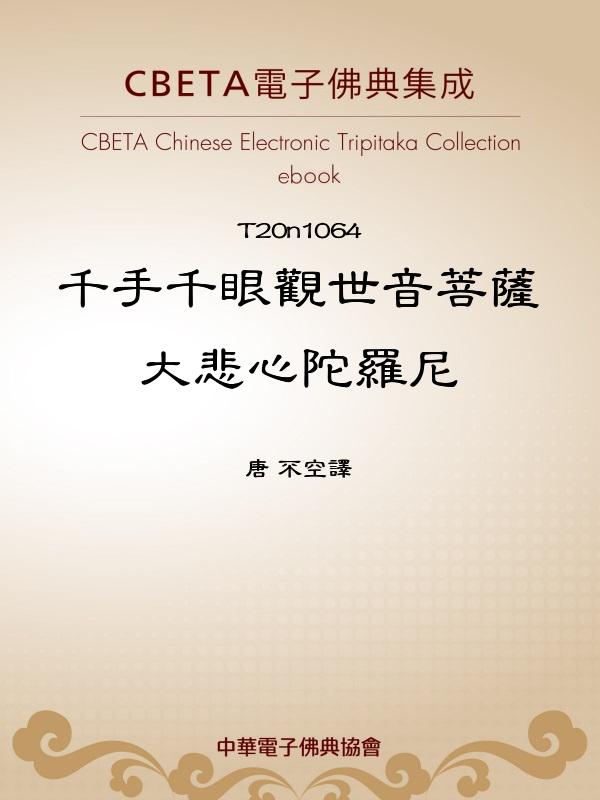 CBETA電子佛典集成
CBETA Chinese Electronic Tripitaka Collection
ebook
T20n1064
千手千眼觀世音菩薩
大悲心陀羅尼
唐 不空譯
中華電子佛典協會